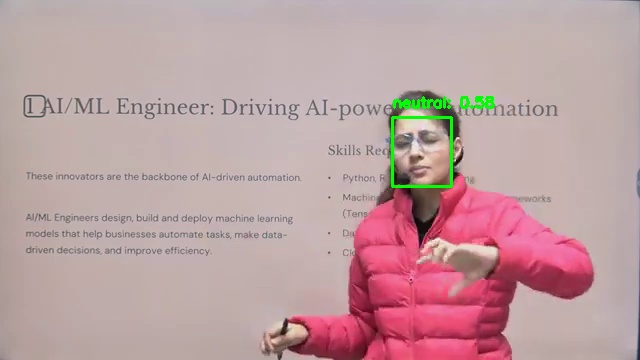 neutral: 0.58
1 AI/ML Engineer: Driving AI-powe tomation
Skills Req
These innovators are the backbone of AI-driven automation.
• Python, R
AI/ML Engineers design, build and deploy machine learning
models that help businesses automate tasks, make data-
driven decisions, and improve efficiency.
• Machin eworks
(Tens
• Da
• Clo